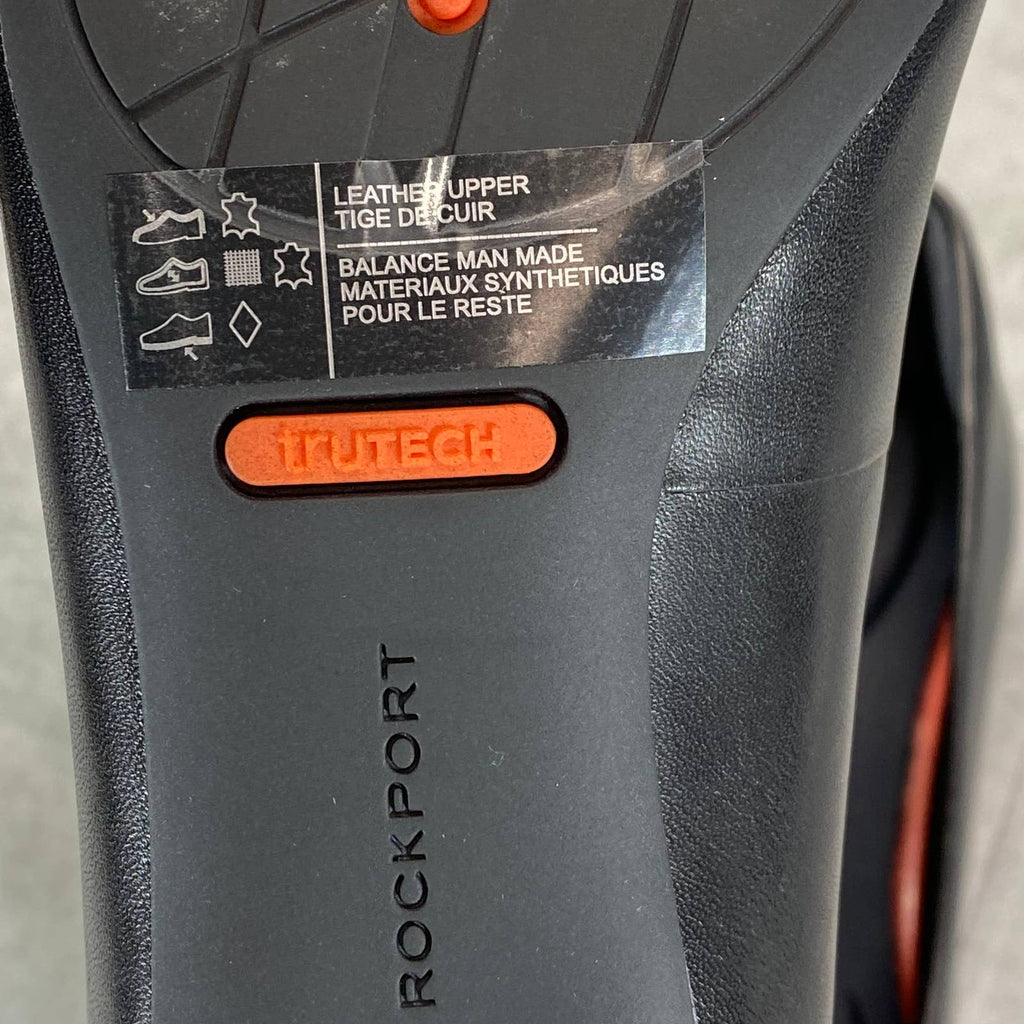 LEATHER UPPER
TIGE DE CUIR
BALANCE MAN MADE
MATERIAUX SYNTHETIQUES
POUR LE RESTE
trUTECH
ROCKPORT